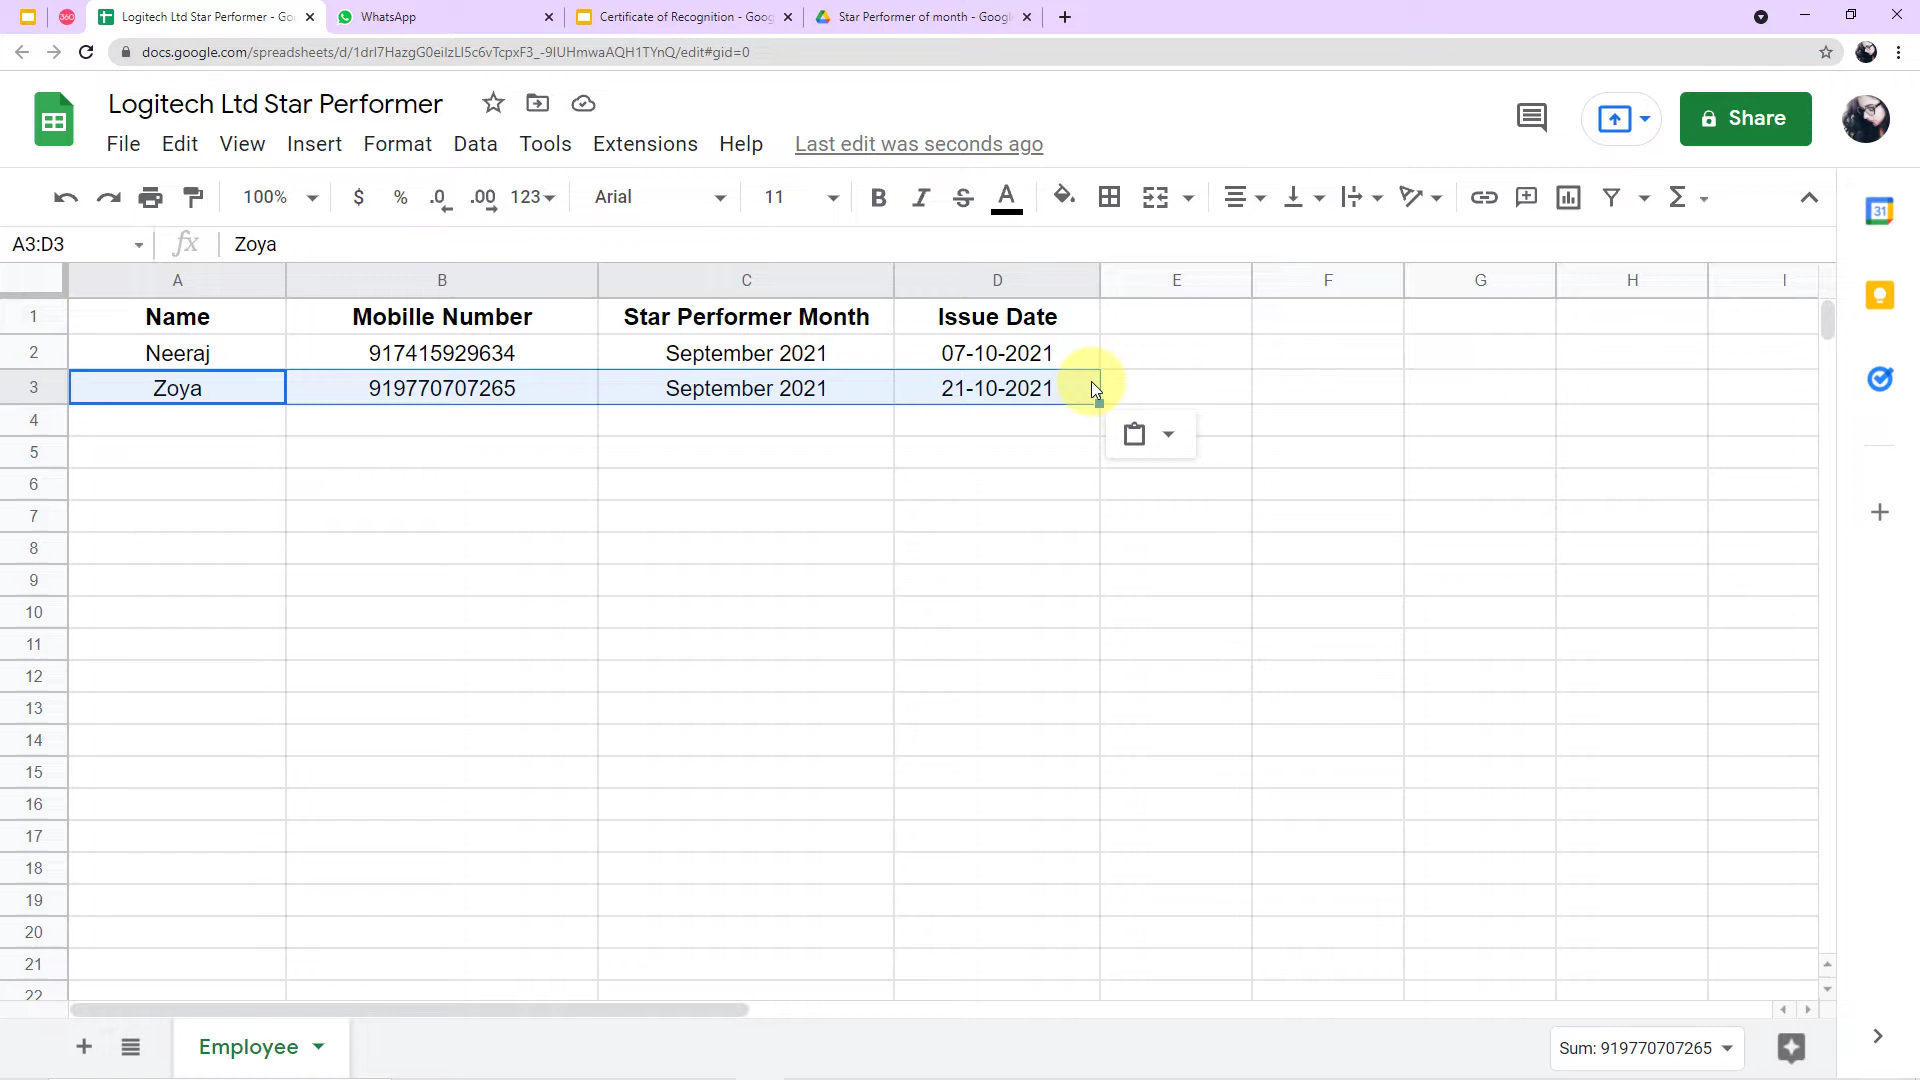 360 Logitech Ltd Star Performer - Go WhatsApp Certificate of Recognition - Goog Star Performer of month - Google
docs.google.com/spreadsheets/d/1drl7HazgG0eiIzLI5c6vTcpxF3_-9IUHmwaAQH1TYnQ/edit#gid=0
Logitech Ltd Star Performer
Share
File Edit View Insert Format Data Tools Extensions Help Last edit was seconds ago
100% $ % .0 .00 123 Arial 11 B I S A Σ
31
A3:D3 fx Zoya
A B C D E F G H I
1 Name Mobille Number Star Performer Month Issue Date
2 Neeraj 917415929634 September 2021 07-10-2021
3 Zoya 919770707265 September 2021 21-10-2021
4
5
6
7
8
9
10
11
12
13
14
15
16
17
18
19
20
21
22
Employee Sum: 919770707265